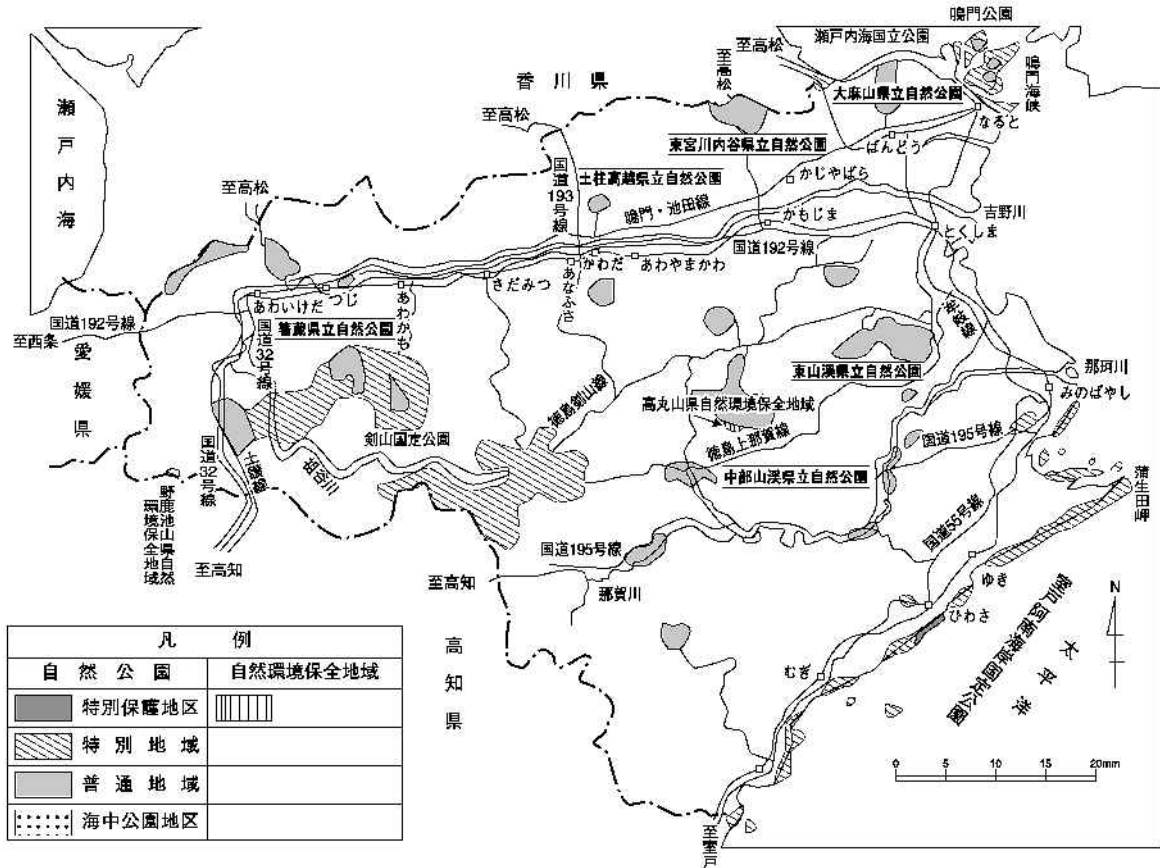 鳴門公園
瀬戸内海国立公園
至高松
至高松
鳴門海峡
香川県
瀬戸内海
大麻山県立自然公園
至高松
なると
東宮川内谷県立自然公園
ばんどう
国道193号線
土柱高越県立自然公園
かじやばら
至高松
鳴門・池田線
吉野川
かもじま
とくしま
国道192号線
かわだ
あわやまかわ
さだみつ
あなぶき
あわいけだ
つじ
あわかも
国道192号線
至西条
愛媛県
箸蔵県立自然公園
国道32号線
牟岐線
東山渓県立自然公園
那珂川
みのばやし
高丸山県自然環境保全地域
徳島剣山線
徳島上那賀線
国道195号線
剣山国定公園
国道32号線
土讃線
祖谷川
中部山渓県立自然公園
蒲生田岬
野鹿池山県自然環境保全地域
国道55号線
至高知
国道195号線
至高知
那賀川
ゆき
ひわさ
室戸阿南海岸国定公園
太平洋
N
高知県
むぎ
0 5 10 15 20mm
至室戸
凡例
自然公園 自然環境保全地域
特別保護地区
特別地域
普通地域
海中公園地区